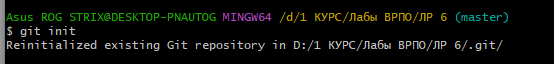 Asus ROG STRIX@DESKTOP-PNAUTOG MINGW64 /d/1 КУРС/Лабы ВРПО/ЛР 6 (master)
$ git init
Reinitialized existing Git repository in D:/1 КУРС/Лабы ВРПО/ЛР 6/.git/